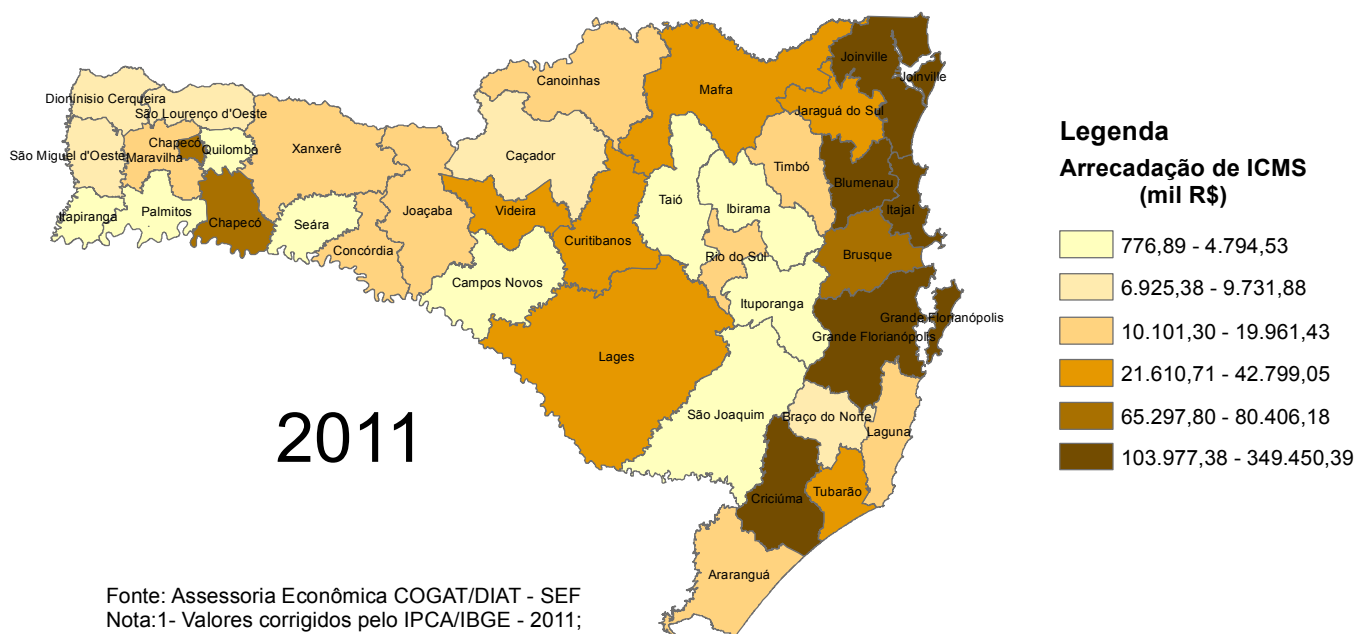 Joinville
Joinville
Canoinhas
Mafra
Dionínisio Cerqueira
São Lourenço d'Oeste
Jaraguá do Sul
Chapecó
Quilombo
Xanxerê
São Miguel d'Oeste
Maravilha
Caçador
Timbó
Blumenau
Taió
Ibirama
Itapiranga
Palmitos
Chapecó
Seára
Joaçaba
Videira
Itajaí
Concórdia
Curitibanos
Rio do Sul
Brusque
Campos Novos
Ituporanga
Grande Florianópolis
Grande Florianópolis
Lages
São Joaquim
Braço do Norte
Laguna
Criciúma
Tubarão
Araranguá
2011
Legenda
Arrecadação de ICMS
(mil R$)
776,89 - 4.794,53
6.925,38 - 9.731,88
10.101,30 - 19.961,43
21.610,71 - 42.799,05
65.297,80 - 80.406,18
103.977,38 - 349.450,39
Fonte: Assessoria Econômica COGAT/DIAT - SEF
Nota:1- Valores corrigidos pelo IPCA/IBGE - 2011;